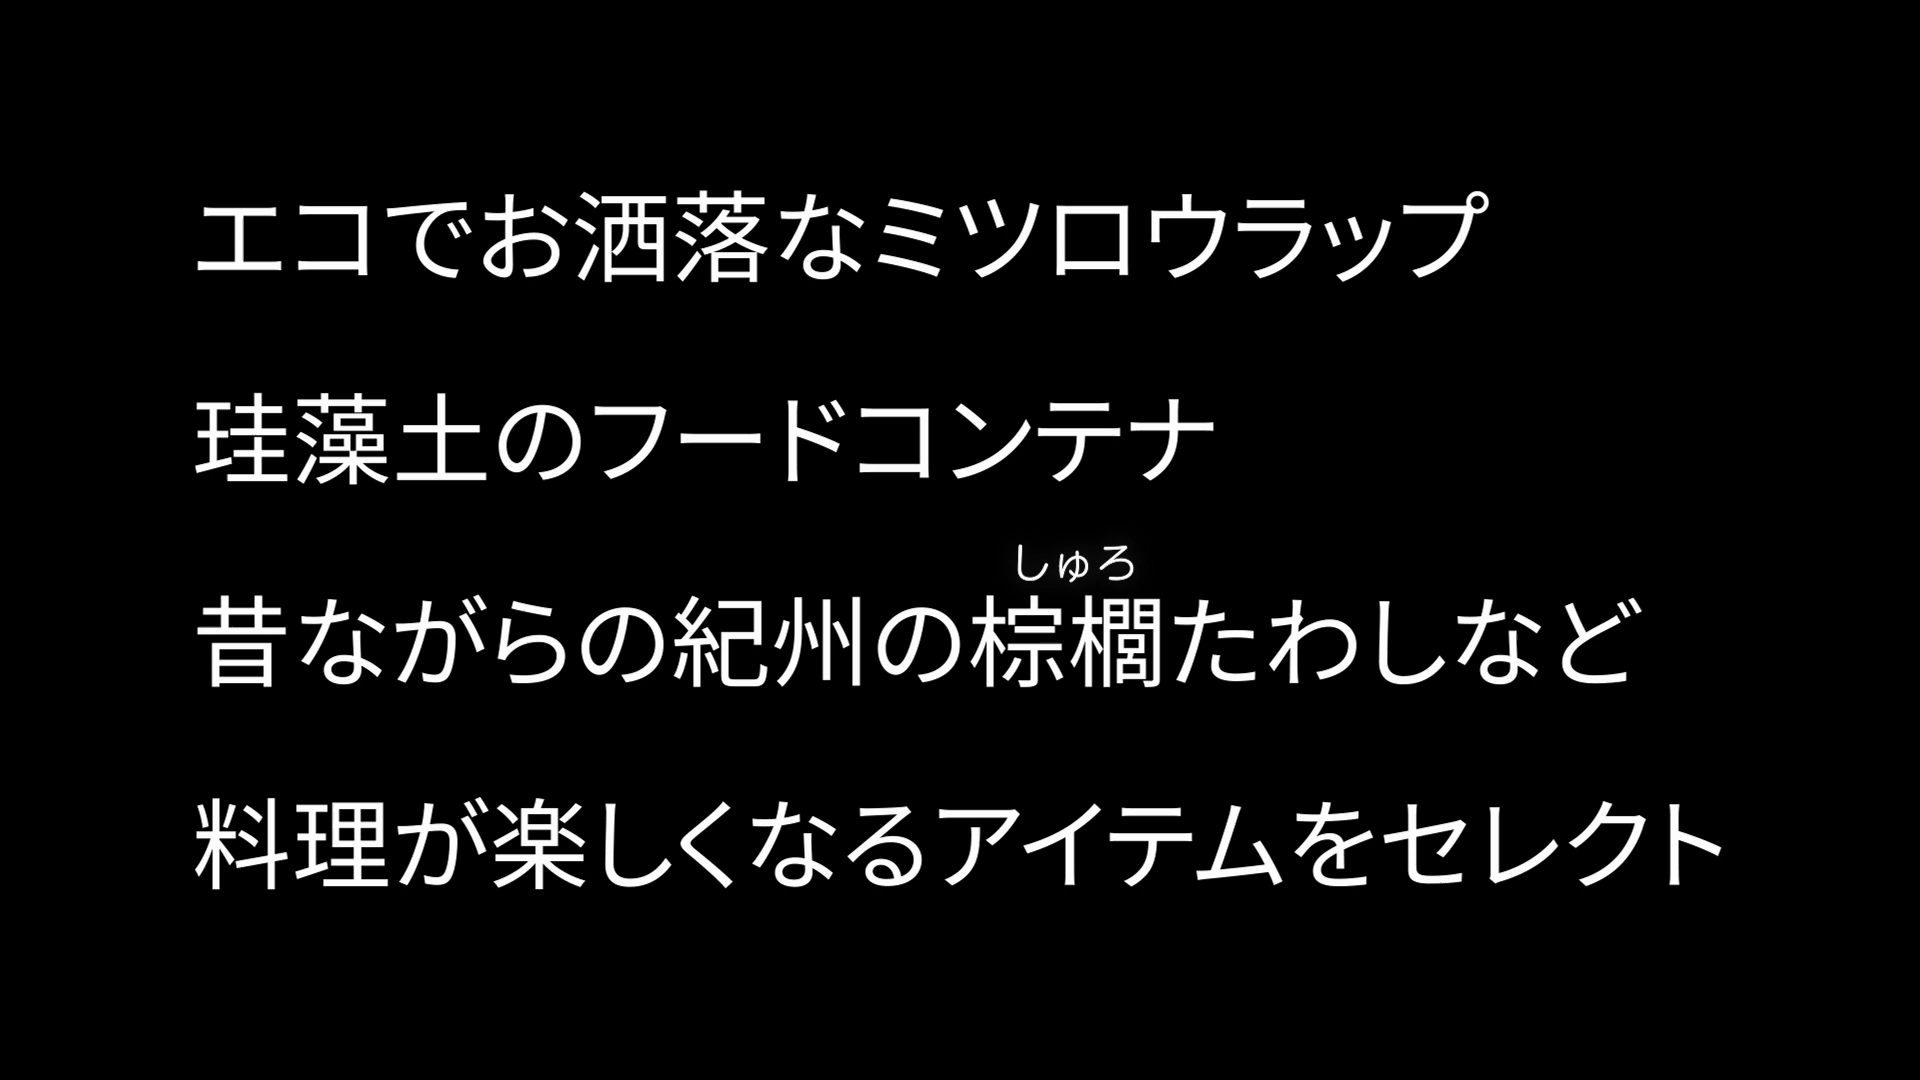 エコでお洒落なミツロウラップ
珪藻土のフードコンテナ
しゅろ
昔ながらの紀州の棕櫚たわしなど
料理が楽しくなるアイテムをセレクト